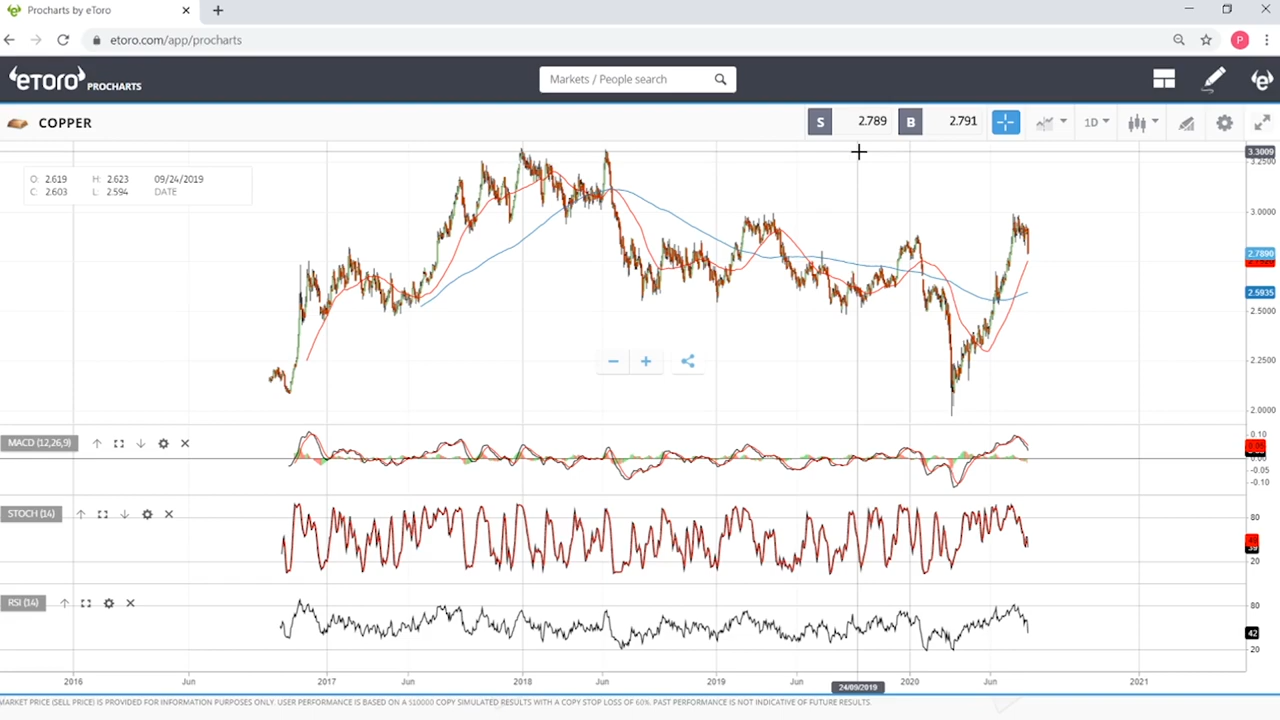 Procharts by eToro
etoro.com/app/procharts
P
eToro PROCHARTS
Markets / People search
COPPER
S 2.789 B 2.791 1D
O: 2.619 H: 2.623 09/24/2019
C: 2.603 L: 2.594 DATE
3.3009
3.2500
3.0000
2.7890
2.5935
2.5000
2.2500
2.0000
MACD (12,26,9)
0.10
0.00
-0.05
-0.10
STOCH (14)
80
20
RSI (14)
80
42
20
2016 Jun 2017 Jun 2018 Jun 2019 Jun 2020 Jun 2021
24/09/2019
MARKET PRICE (SELL PRICE) IS PROVIDED FOR INFORMATION PURPOSES ONLY. USER PERFORMANCE IS BASED ON A $10000 COPY SIMULATED RESULTS WITH A COPY STOP LOSS OF 60%. PAST PERFORMANCE IS NOT INDICATIVE OF FUTURE RESULTS.